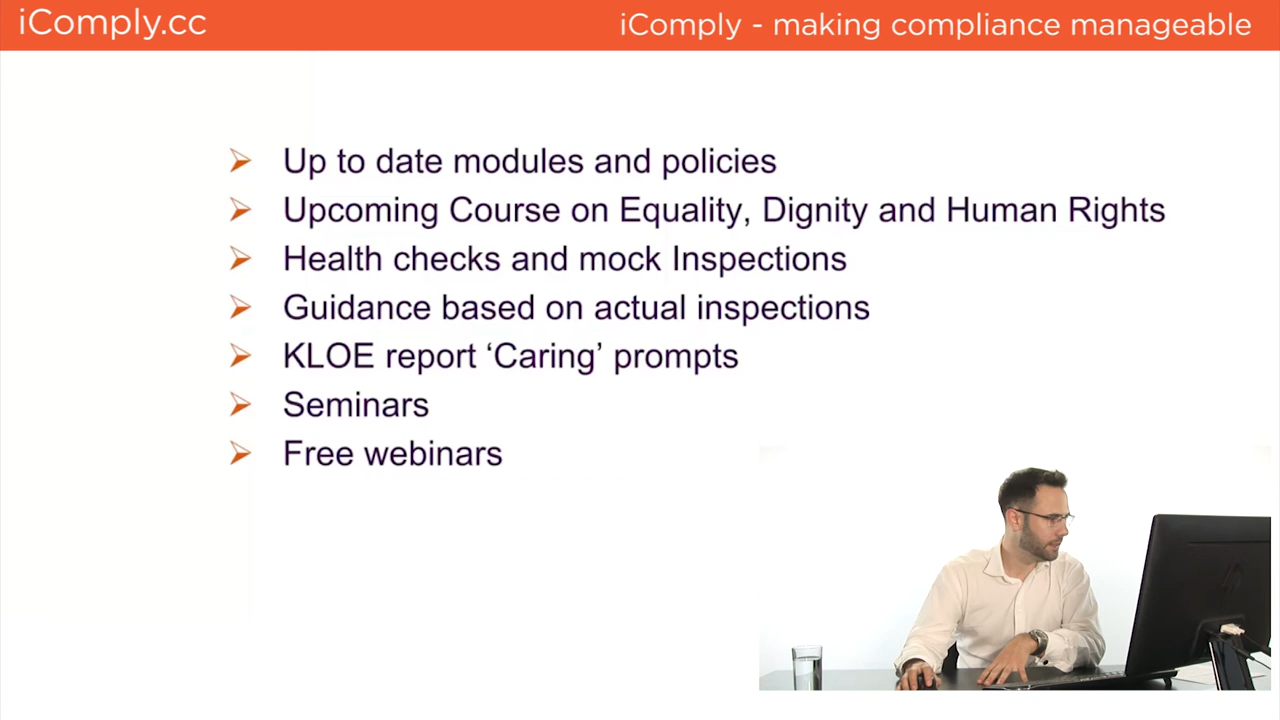 iComply.cc
iComply - making compliance manageable
Up to date modules and policies
Upcoming Course on Equality, Dignity and Human Rights
Health checks and mock Inspections
Guidance based on actual inspections
KLOE report ‘Caring’ prompts
Seminars
Free webinars